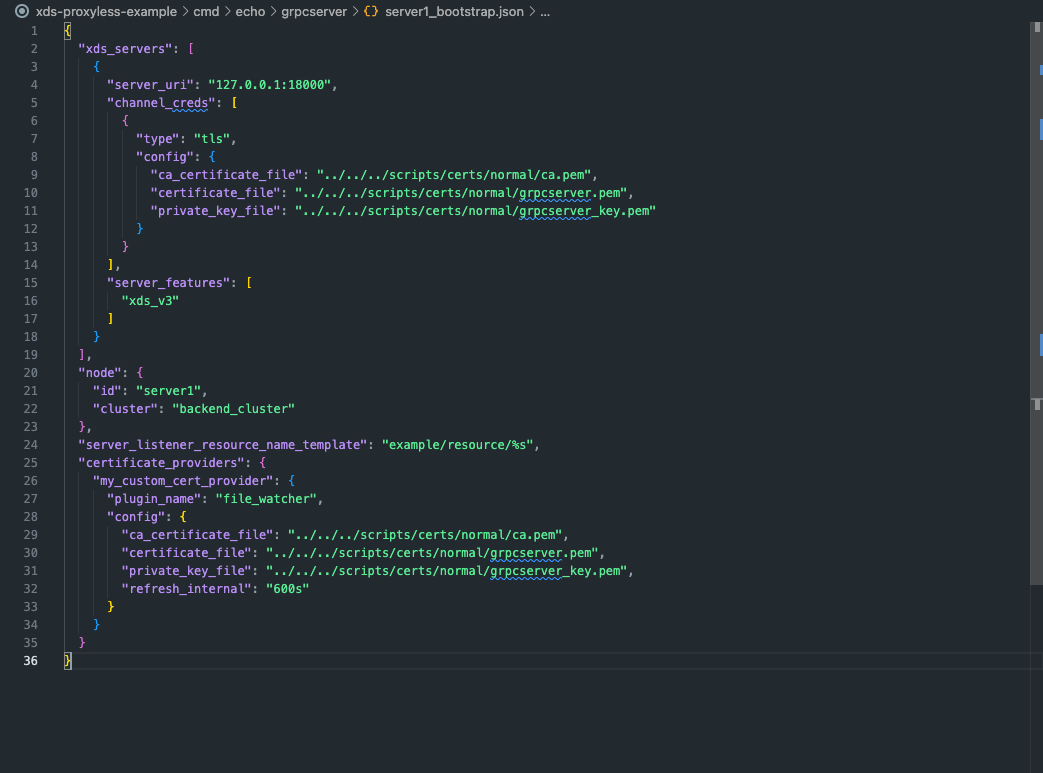 xds-proxyless-example > cmd > echo > grpcserver > {} server1_bootstrap.json > ...
1 {
2   "xds_servers": [
3     {
4       "server_uri": "127.0.0.1:18000",
5       "channel_creds": [
6         {
7           "type": "tls",
8           "config": {
9             "ca_certificate_file": "../../../scripts/certs/normal/ca.pem",
10             "certificate_file": "../../../scripts/certs/normal/grpcserver.pem",
11             "private_key_file": "../../../scripts/certs/normal/grpcserver_key.pem"
12           }
13         }
14       ],
15       "server_features": [
16         "xds_v3"
17       ]
18     }
19   ],
20   "node": {
21     "id": "server1",
22     "cluster": "backend_cluster"
23   },
24   "server_listener_resource_name_template": "example/resource/%s",
25   "certificate_providers": {
26     "my_custom_cert_provider": {
27       "plugin_name": "file_watcher",
28       "config": {
29         "ca_certificate_file": "../../../scripts/certs/normal/ca.pem",
30         "certificate_file": "../../../scripts/certs/normal/grpcserver.pem",
31         "private_key_file": "../../../scripts/certs/normal/grpcserver_key.pem",
32         "refresh_internal": "600s"
33       }
34     }
35   }
36 }